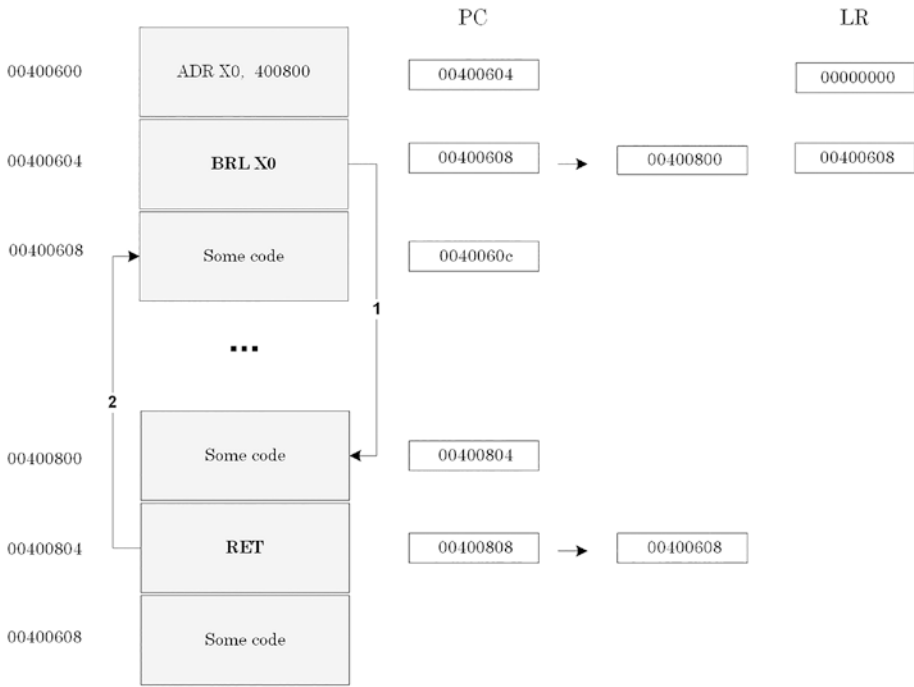 PC LR
00400600 ADR X0, 400800 00400604 00000000
00400604 BRL X0 00400608 00400800 00400608
00400608 Some code 0040060c
1
...
2
00400800 Some code 00400804
00400804 RET 00400808 00400608
00400608 Some code